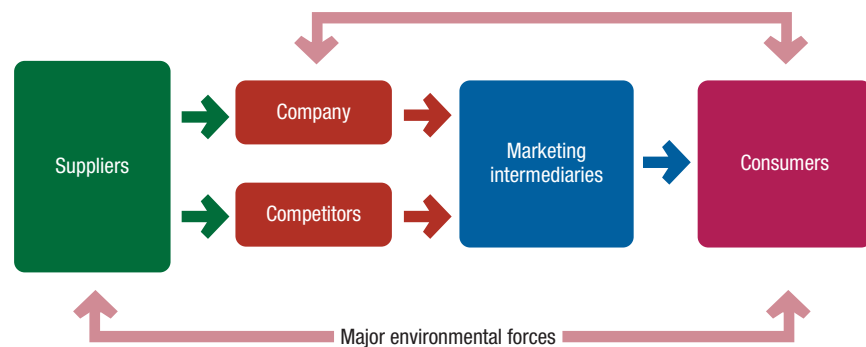 Suppliers
Company
Competitors
Marketing
intermediaries
Consumers
Major environmental forces